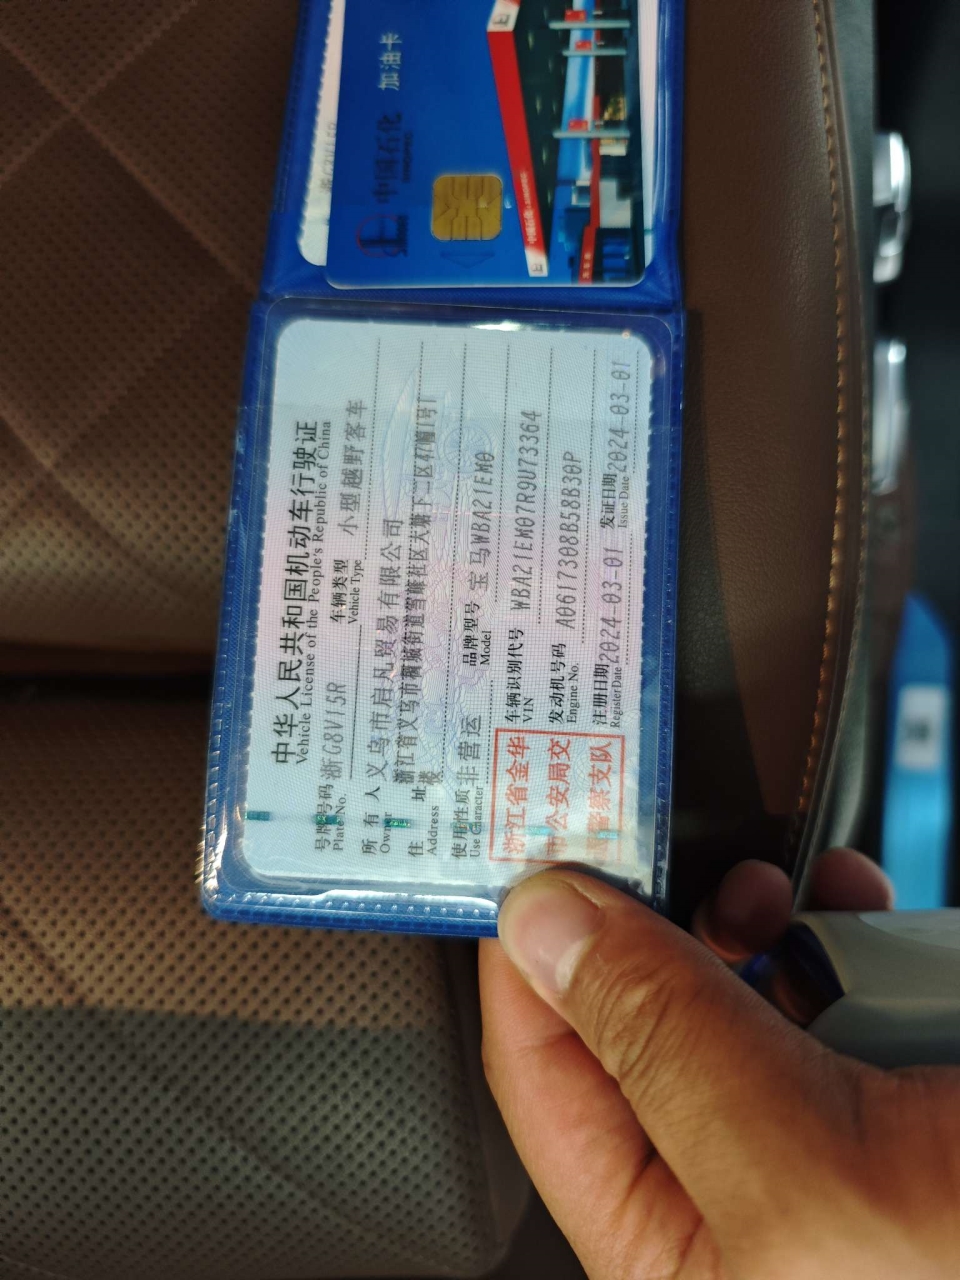 中国石化
SINOPEC
加油卡
中华人民共和国机动车行驶证
Vehicle License of the People's Republic of China
号牌号码 浙G8V15R 车辆类型 小型越野客车
Plate No. Vehicle Type
所有人 义乌市启凡贸易有限公司
Owner
住址 浙江省义乌市稠城街道 社区大塘下二区47幢1号1楼
Address
使用性质 非营运 品牌型号 宝马WBA21EM0
Use Character Model
车辆识别代号 WBA21EM07R9U73364
VIN
发动机号码 A0617308B58B30P
Engine No.
注册日期 2024-03-01 发证日期 2024-03-01
Register Date Issue Date
浙江省金华
市公安局交
警察支队